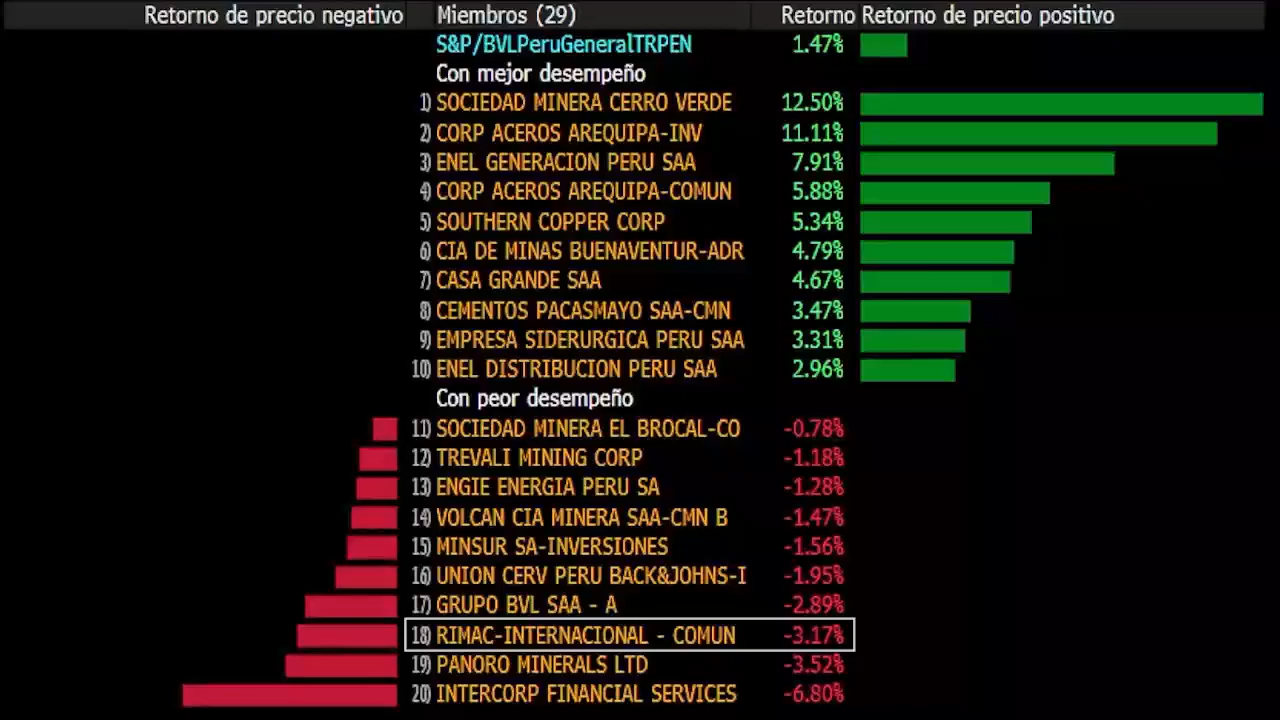 Retorno de precio negativo Miembros (29) Retorno Retorno de precio positivo
S&P/BVLPeruGeneralTRPEN 1.47%
Con mejor desempeño
1) SOCIEDAD MINERA CERRO VERDE 12.50%
2) CORP ACEROS AREQUIPA-INV 11.11%
3) ENEL GENERACION PERU SAA 7.91%
4) CORP ACEROS AREQUIPA-COMUN 5.88%
5) SOUTHERN COPPER CORP 5.34%
6) CIA DE MINAS BUENAVENTUR-ADR 4.79%
7) CASA GRANDE SAA 4.67%
8) CEMENTOS PACASMAYO SAA-CMN 3.47%
9) EMPRESA SIDERURGICA PERU SAA 3.31%
10) ENEL DISTRIBUCION PERU SAA 2.96%
Con peor desempeño
11) SOCIEDAD MINERA EL BROCAL-CO -0.78%
12) TREVALI MINING CORP -1.18%
13) ENGIE ENERGIA PERU SA -1.28%
14) VOLCAN CIA MINERA SAA-CMN B -1.47%
15) MINSUR SA-INVERSIONES -1.56%
16) UNION CERV PERU BACK&JOHNS-I -1.95%
17) GRUPO BVL SAA - A -2.89%
18) RIMAC-INTERNACIONAL - COMUN -3.17%
19) PANORO MINERALS LTD -3.52%
20) INTERCORP FINANCIAL SERVICES -6.80%